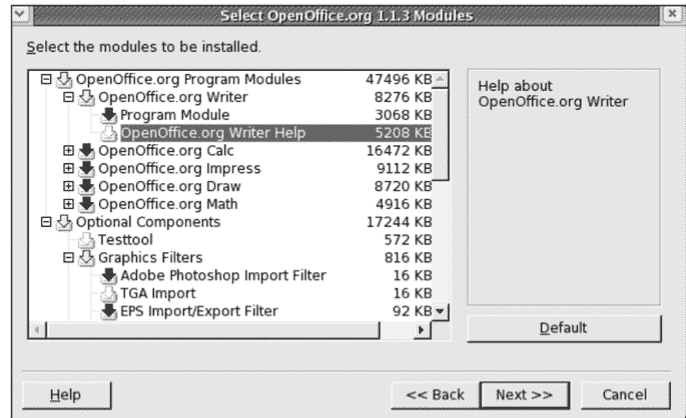 Select OpenOffice.org 1.1.3 Modules
Select the modules to be installed.
OpenOffice.org Program Modules 47496 KB
OpenOffice.org Writer 8276 KB
Program Module 3068 KB
OpenOffice.org Writer Help 5208 KB
OpenOffice.org Calc 16472 KB
OpenOffice.org Impress 9112 KB
OpenOffice.org Draw 8720 KB
OpenOffice.org Math 4916 KB
Optional Components 17244 KB
Testtool 572 KB
Graphics Filters 816 KB
Adobe Photoshop Import Filter 16 KB
TGA Import 16 KB
EPS Import/Export Filter 92 KB
Help about
OpenOffice.org Writer
Default
Help
<< Back
Next >>
Cancel